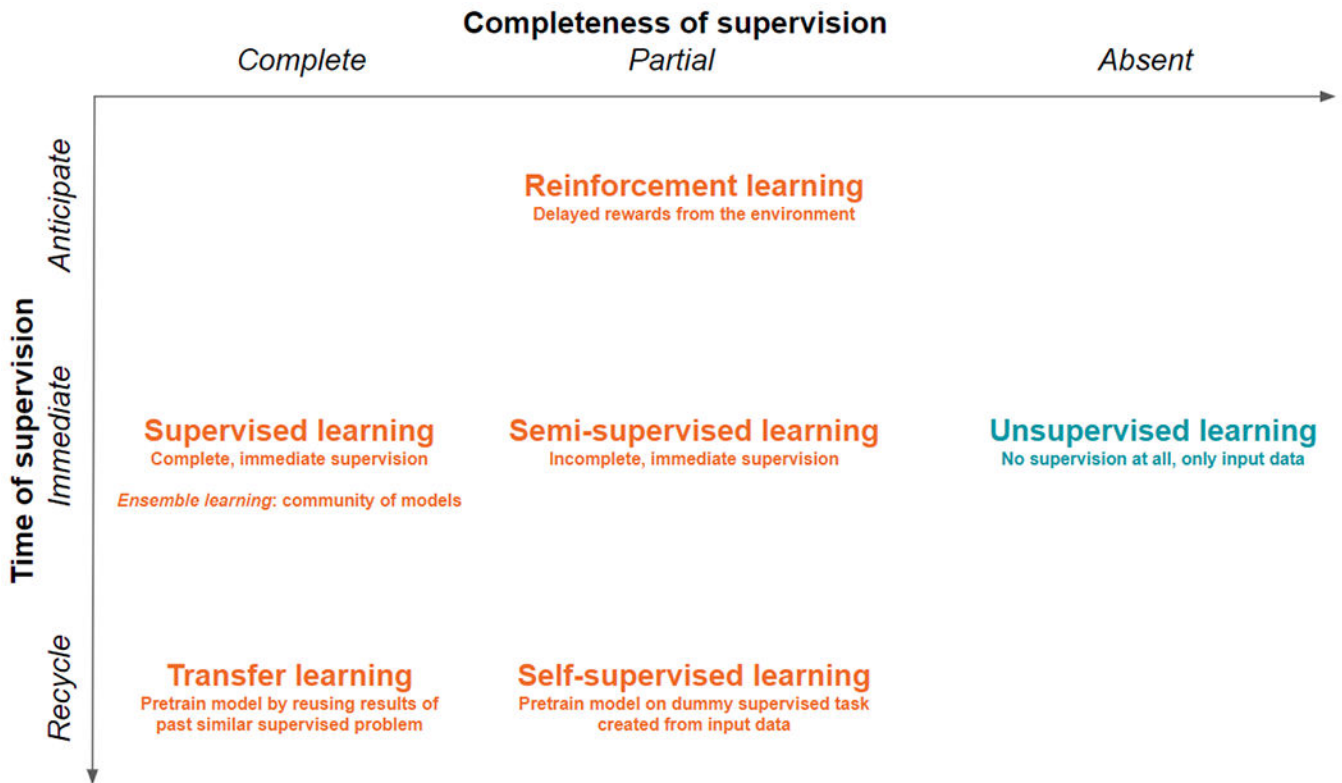 Completeness of supervision
Complete
Partial
Absent
Time of supervision
Anticipate
Reinforcement learning
Delayed rewards from the environment
Immediate
Supervised learning
Complete, immediate supervision
Ensemble learning: community of models
Semi-supervised learning
Incomplete, immediate supervision
Unsupervised learning
No supervision at all, only input data
Recycle
Transfer learning
Pretrain model by reusing results of
past similar supervised problem
Self-supervised learning
Pretrain model on dummy supervised task
created from input data